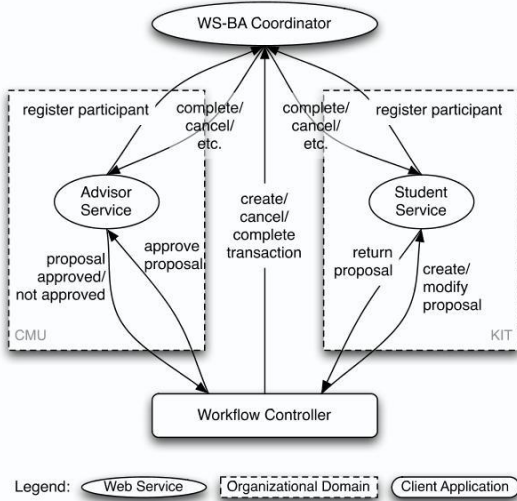 WS-BA Coordinator
register participant
complete/
cancel/
etc.
complete/
cancel/
etc.
register participant
Advisor
Service
Student
Service
create/
cancel/
complete
transaction
proposal
approved/
not approved
approve
proposal
return
proposal
create/
modify
proposal
CMU
KIT
Workflow Controller
Legend: Web Service Organizational Domain Client Application